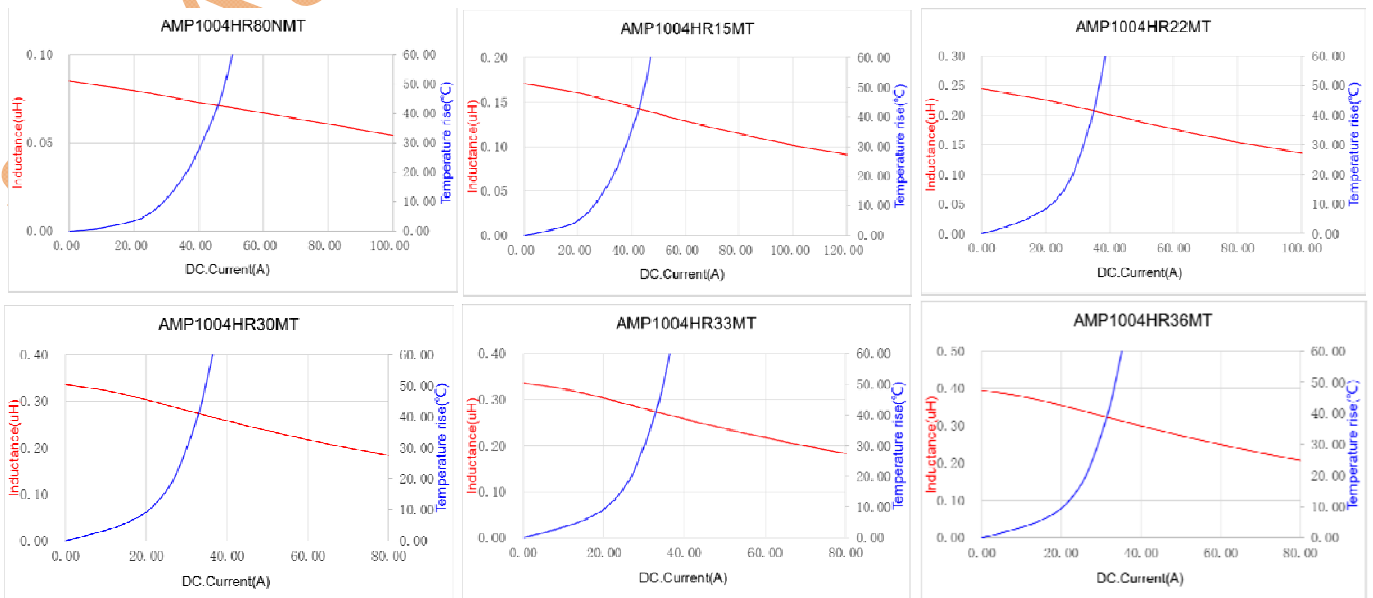 AMP1004HR80NMT
0.10
0.05
0.00
60.00
50.00
40.00
30.00
20.00
10.00
0.00
0.00 20.00 40.00 60.00 80.00 100.00
Inductance(uH)
Temperature rise(℃)
DC.Current(A)
AMP1004HR15MT
0.20
0.15
0.10
0.05
0.00
60.00
50.00
40.00
30.00
20.00
10.00
0.00
0.00 20.00 40.00 60.00 80.00 100.00 120.00
Inductance(uH)
Temperature rise(℃)
DC.Current(A)
AMP1004HR22MT
0.30
0.25
0.20
0.15
0.10
0.05
0.00
60.00
50.00
40.00
30.00
20.00
10.00
0.00
0.00 20.00 40.00 60.00 80.00 100.00
Inductance(uH)
Temperature rise(℃)
DC.Current(A)
AMP1004HR30MT
0.40
0.30
0.20
0.10
0.00
60.00
50.00
40.00
30.00
20.00
10.00
0.00
0.00 20.00 40.00 60.00 80.00
Inductance(uH)
Temperature rise(℃)
DC.Current(A)
AMP1004HR33MT
0.40
0.30
0.20
0.10
0.00
60.00
50.00
40.00
30.00
20.00
10.00
0.00
0.00 20.00 40.00 60.00 80.00
Inductance(uH)
Temperature rise(℃)
DC.Current(A)
AMP1004HR36MT
0.50
0.40
0.30
0.20
0.10
0.00
60.00
50.00
40.00
30.00
20.00
10.00
0.00
0.00 20.00 40.00 60.00 80.00
Inductance(uH)
Temperature rise(℃)
DC.Current(A)